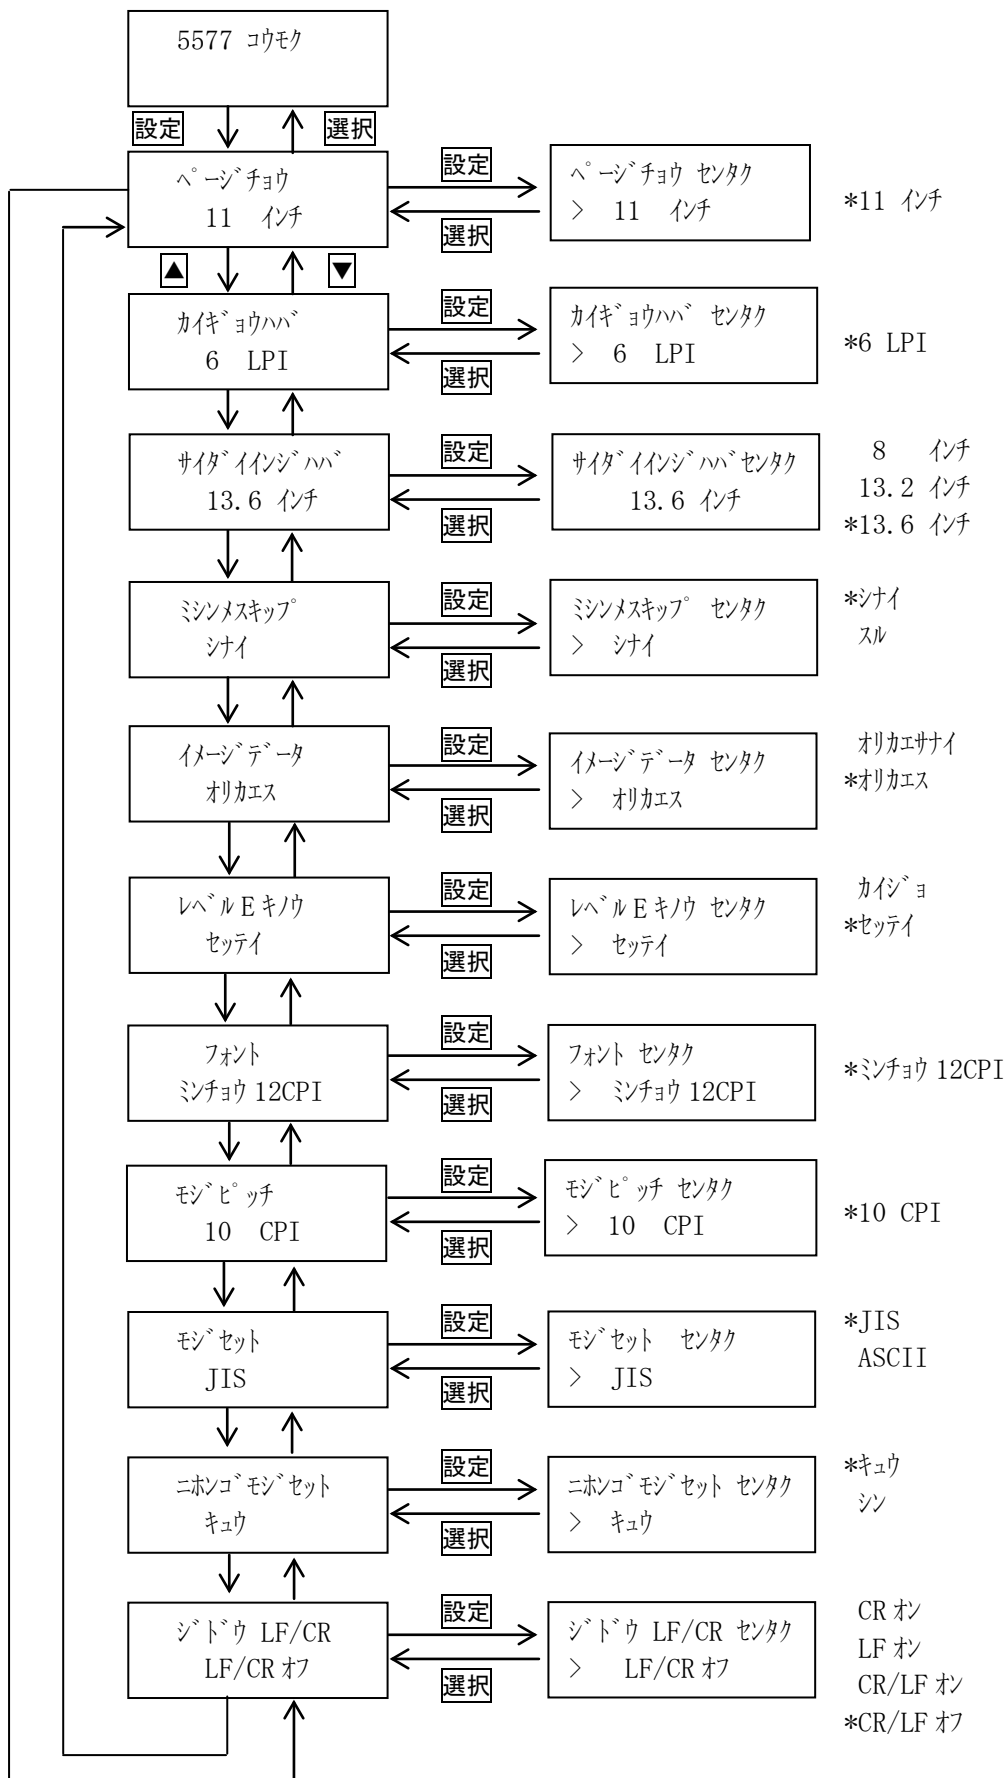 5577 ｺｳﾓｸ
設定 選択
ﾍﾟｰｼﾞﾁｮｳ
11 ｲﾝﾁ
設定
選択
ﾍﾟｰｼﾞﾁｮｳ ｾﾝﾀｸ
> 11 ｲﾝﾁ
*11 ｲﾝﾁ
▲ ▼
ｶｲｷﾞｮｳﾊﾊﾞ
6 LPI
設定
選択
ｶｲｷﾞｮｳﾊﾊﾞ ｾﾝﾀｸ
> 6 LPI
*6 LPI
ｻｲﾀﾞｲｲﾝｼﾞﾊﾊﾞ
13.6 ｲﾝﾁ
設定
選択
ｻｲﾀﾞｲｲﾝｼﾞﾊﾊﾞｾﾝﾀｸ
13.6 ｲﾝﾁ
8 ｲﾝﾁ
13.2 ｲﾝﾁ
*13.6 ｲﾝﾁ
ﾐｼﾝﾒｽｷｯﾌﾟ
ｼﾅｲ
設定
選択
ﾐｼﾝﾒｽｷｯﾌﾟ ｾﾝﾀｸ
> ｼﾅｲ
*ｼﾅｲ
ｽﾙ
ｲﾒｰｼﾞﾃﾞｰﾀ
ｵﾘｶｴｽ
設定
選択
ｲﾒｰｼﾞﾃﾞｰﾀ ｾﾝﾀｸ
> ｵﾘｶｴｽ
ｵﾘｶｴｻﾅｲ
*ｵﾘｶｴｽ
ﾚﾍﾞﾙ E ｷﾉｳ
ｾｯﾃｲ
設定
選択
ﾚﾍﾞﾙ E ｷﾉｳ ｾﾝﾀｸ
> ｾｯﾃｲ
ｶｲｼﾞｮ
*ｾｯﾃｲ
ﾌｫﾝﾄ
ﾐﾝﾁｮｳ 12CPI
設定
選択
ﾌｫﾝﾄ ｾﾝﾀｸ
> ﾐﾝﾁｮｳ 12CPI
*ﾐﾝﾁｮｳ 12CPI
ﾓｼﾞﾋﾟｯﾁ
10 CPI
設定
選択
ﾓｼﾞﾋﾟｯﾁ ｾﾝﾀｸ
> 10 CPI
*10 CPI
ﾓｼﾞｾｯﾄ
JIS
設定
選択
ﾓｼﾞｾｯﾄ ｾﾝﾀｸ
> JIS
*JIS
ASCII
ﾆﾎﾝｺﾞﾓｼﾞｾｯﾄ
ｷｭｳ
設定
選択
ﾆﾎﾝｺﾞﾓｼﾞｾｯﾄ ｾﾝﾀｸ
> ｷｭｳ
*ｷｭｳ
ｼﾝ
ｼﾞﾄﾞｳ LF/CR
LF/CR ｵﾌ
設定
選択
ｼﾞﾄﾞｳ LF/CR ｾﾝﾀｸ
> LF/CR ｵﾌ
CR ｵﾝ
LF ｵﾝ
CR/LF ｵﾝ
*CR/LF ｵﾌ